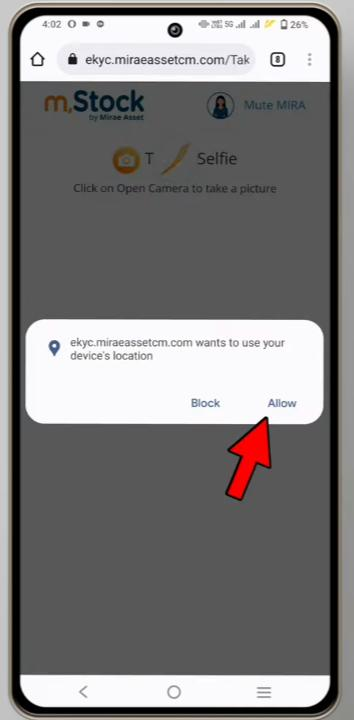 4:02
5G
26%
ekyc.miraeassetcm.com/Tak
8
m.Stock
by Mirae Asset
Mute MIRA
T Selfie
Click on Open Camera to take a picture
ekyc.miraeassetcm.com wants to use your
device's location
Block Allow